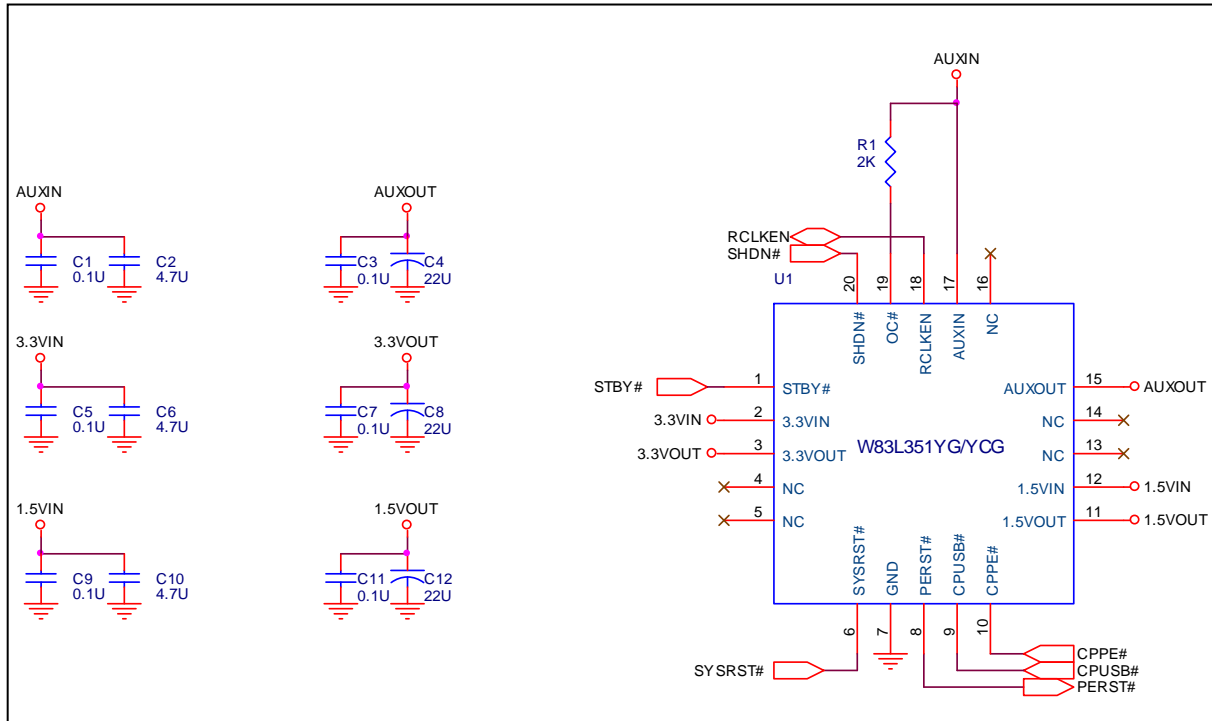 AUXIN
C1
0.1U
C2
4.7U
AUXOUT
C3
0.1U
C4
22U
3.3VIN
C5
0.1U
C6
4.7U
3.3VOUT
C7
0.1U
C8
22U
1.5VIN
C9
0.1U
C10
4.7U
1.5VOUT
C11
0.1U
C12
22U
AUXIN
R1
2K
RCLKEN
SHDN#
U1
20
19
18
17
16
SHDN#
OC#
RCLKEN
AUXIN
NC
STBY#
1
STBY#
3.3VIN
2
3.3VIN
3.3VOUT
3
3.3VOUT
4
NC
5
NC
W83L351YG/YCG
AUXOUT
15
AUXOUT
NC
14
NC
13
1.5VIN
12
1.5VIN
1.5VOUT
11
1.5VOUT
SYSRST#
GND
PERST#
CPUSB#
CPPE#
6
7
8
9
10
SYSRST#
CPPE#
CPUSB#
PERST#